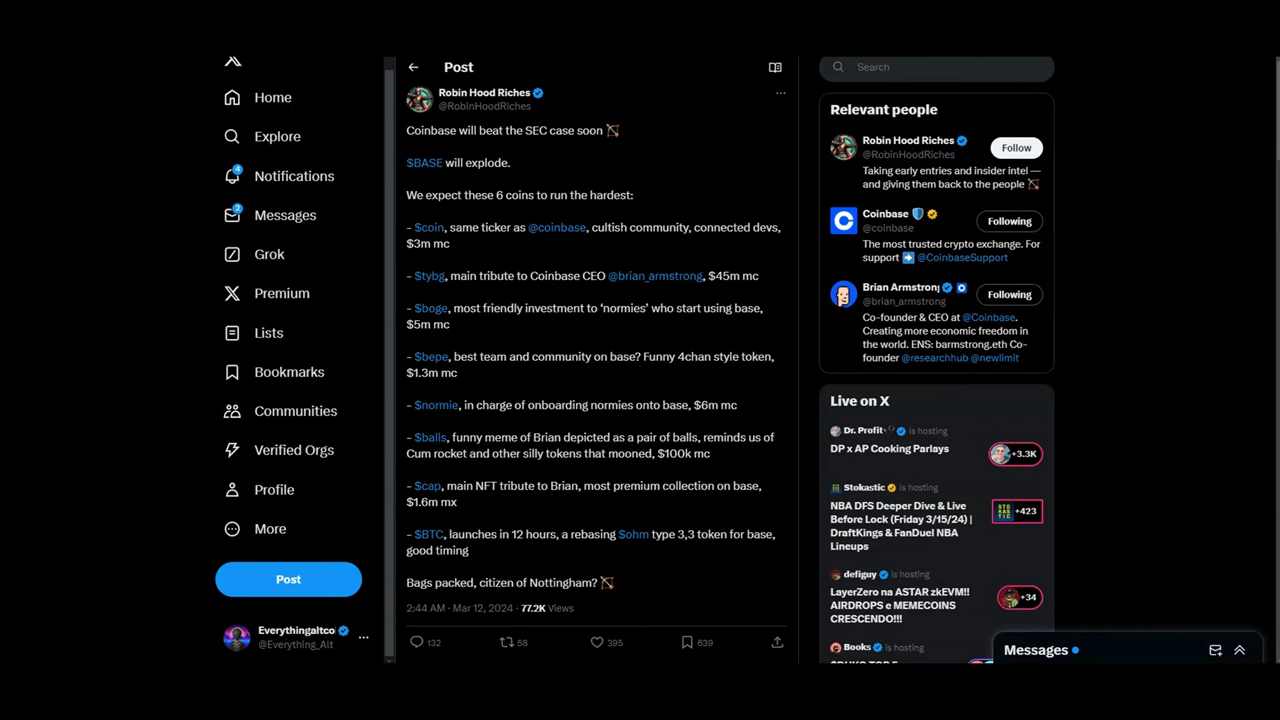 Home
Explore
4
Notifications
2
Messages
Grok
Premium
Lists
Bookmarks
Communities
Verified Orgs
Profile
More
Post
Everythingaltco
@Everything_Alt
Post
Robin Hood Riches
@RobinHoodRiches
Coinbase will beat the SEC case soon
$BASE will explode.
We expect these 6 coins to run the hardest:
- $coin, same ticker as @coinbase, cultish community, connected devs,
$3m mc
- $tybg, main tribute to Coinbase CEO @brian_armstrong, $45m mc
- $boge, most friendly investment to ‘normies’ who start using base,
$5m mc
- $bepe, best team and community on base? Funny 4chan style token,
$1.3m mc
- $normie, in charge of onboarding normies onto base, $6m mc
- $balls, funny meme of Brian depicted as a pair of balls, reminds us of
Cum rocket and other silly tokens that mooned, $100k mc
- $cap, main NFT tribute to Brian, most premium collection on base,
$1.6m mx
- $BTC, launches in 12 hours, a rebasing $ohm type 3,3 token for base,
good timing
Bags packed, citizen of Nottingham?
2:44 AM · Mar 12, 2024 · 77.2K Views
132
58
395
639
Search
Relevant people
Robin Hood Riches
@RobinHoodRiches
Follow
Taking early entries and insider intel —
and giving them back to the people
Coinbase
@coinbase
Following
The most trusted crypto exchange. For
support @CoinbaseSupport
Brian Armstrong
@brian_armstrong
Following
Co-founder & CEO at @Coinbase.
Creating more economic freedom in
the world. ENS: barmstrong.eth Co-
founder @researchhub @newlimit
Live on X
Dr. Profit is hosting
DP x AP Cooking Parlays
+3.3K
Stokastic is hosting
NBA DFS Deeper Dive & Live
Before Lock (Friday 3/15/24) |
DraftKings & FanDuel NBA
Lineups
+423
defiguy is hosting
LayerZero na ASTAR zkEVM!!
AIRDROPS e MEMECOINS
CRESCENDO!!!
+34
Books is hosting
Messages